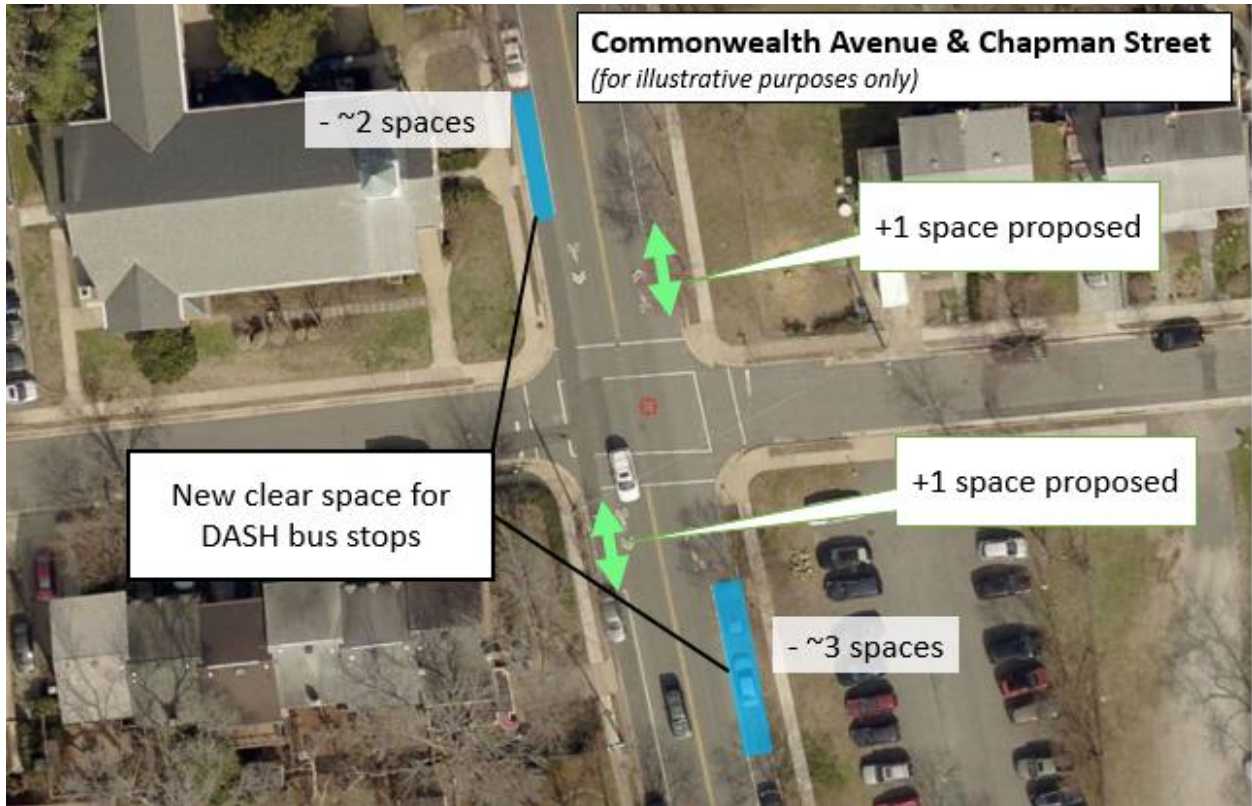 Commonwealth Avenue & Chapman Street
(for illustrative purposes only)
- ~2 spaces
+1 space proposed
New clear space for
DASH bus stops
+1 space proposed
- ~3 spaces